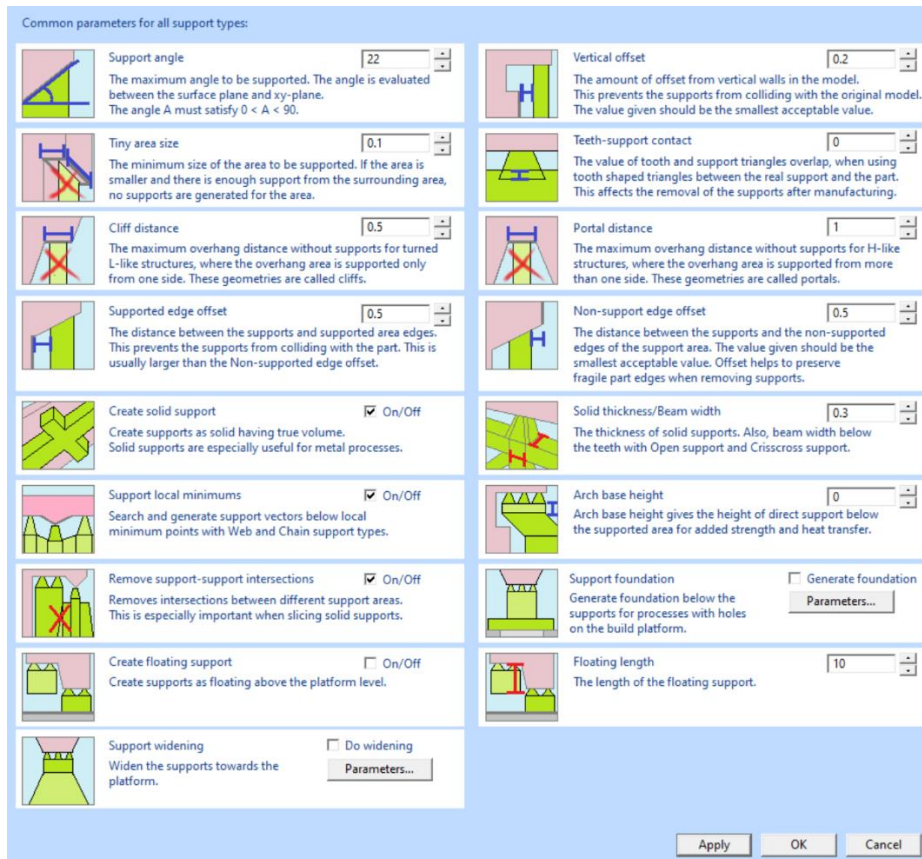 Common parameters for all support types:
Support angle 22
The maximum angle to be supported. The angle is evaluated
between the surface plane and xy-plane.
The angle A must satisfy 0 < A < 90.
Vertical offset 0.2
The amount of offset from vertical walls in the model.
This prevents the supports from colliding with the original model.
The value given should be the smallest acceptable value.
Tiny area size 0.1
The minimum size of the area to be supported. If the area is
smaller and there is enough support from the surrounding area,
no supports are generated for the area.
Teeth-support contact 0
The value of tooth and support triangles overlap, when using
tooth shaped triangles between the real support and the part.
This affects the removal of the supports after manufacturing.
Cliff distance 0.5
The maximum overhang distance without supports for turned
L-like structures, where the overhang area is supported only
from one side. These geometries are called cliffs.
Portal distance 1
The maximum overhang distance without supports for H-like
structures, where the overhang area is supported from more
than one side. These geometries are called portals.
Supported edge offset 0.5
The distance between the supports and supported area edges.
This prevents the supports from colliding with the part. This is
usually larger than the Non-supported edge offset.
Non-support edge offset 0.5
The distance between the supports and the non-supported
edges of the support area. The value given should be the
smallest acceptable value. Offset helps to preserve
fragile part edges when removing supports.
Create solid support On/Off
Create supports as solid having true volume.
Solid supports are especially useful for metal processes.
Solid thickness/Beam width 0.3
The thickness of solid supports. Also, beam width below
the teeth with Open support and Crisscross support.
Support local minimums On/Off
Search and generate support vectors below local
minimum points with Web and Chain support types.
Arch base height 0
Arch base height gives the height of direct support below
the supported area for added strength and heat transfer.
Remove support-support intersections On/Off
Removes intersections between different support areas.
This is especially important when slicing solid supports.
Support foundation Generate foundation
Generate foundation below the Parameters...
supports for processes with holes
on the build platform.
Create floating support On/Off
Create supports as floating above the platform level.
Floating length 10
The length of the floating support.
Support widening Do widening
Widen the supports towards the Parameters...
platform.
Apply OK Cancel